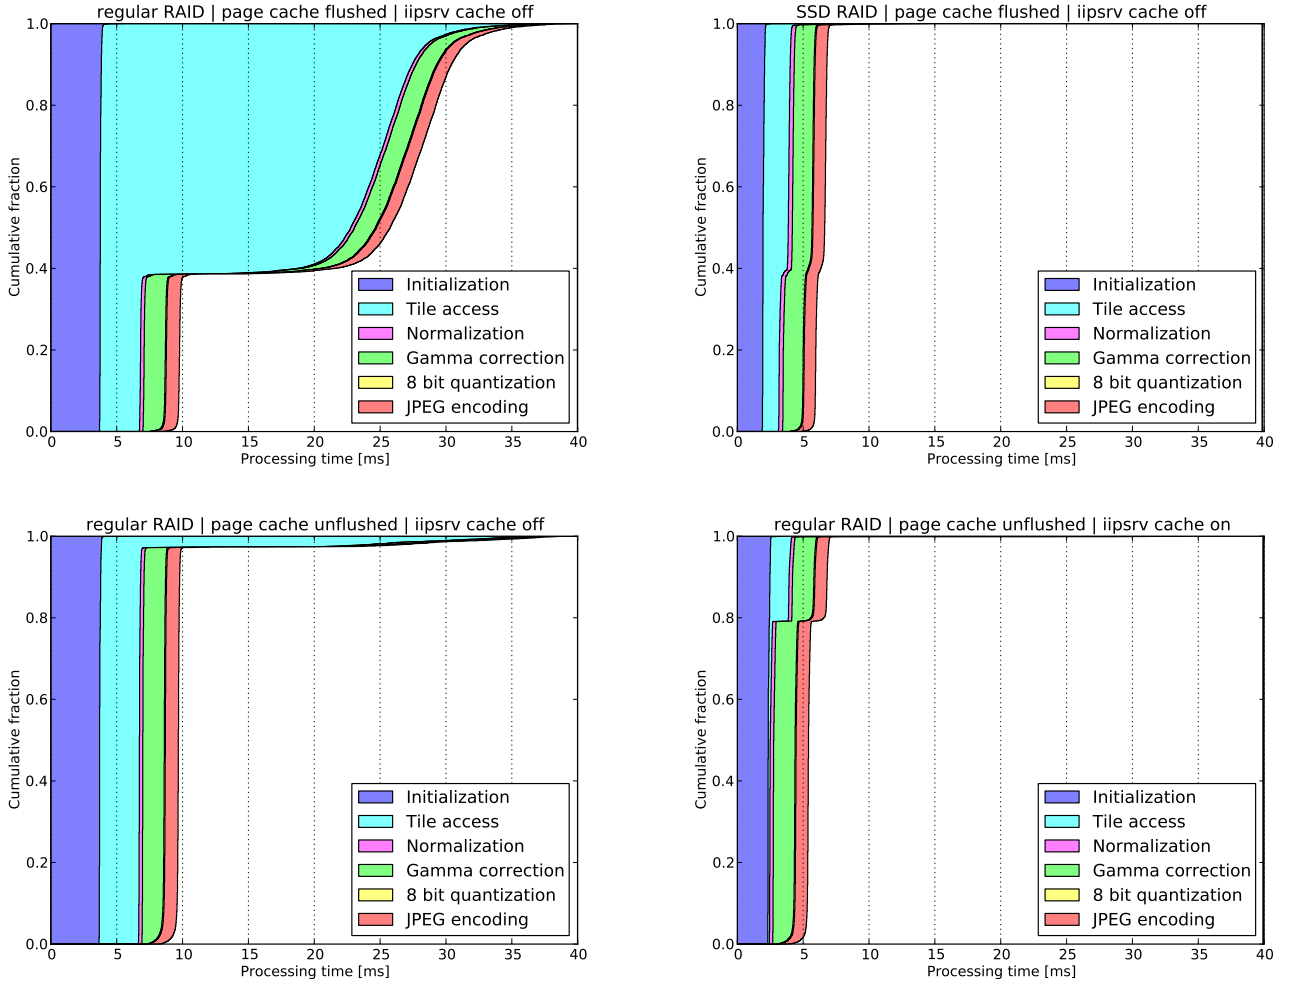 regular RAID | page cache flushed | iipsrv cache off
1.0
0.8
0.6
0.4
0.2
0.0
Cumulative fraction
Initialization
Tile access
Normalization
Gamma correction
8 bit quantization
JPEG encoding
0 5 10 15 20 25 30 35 40
Processing time [ms]
SSD RAID | page cache flushed | iipsrv cache off
1.0
0.8
0.6
0.4
0.2
0.0
Cumulative fraction
Initialization
Tile access
Normalization
Gamma correction
8 bit quantization
JPEG encoding
0 5 10 15 20 25 30 35 40
Processing time [ms]
regular RAID | page cache unflushed | iipsrv cache off
1.0
0.8
0.6
0.4
0.2
0.0
Cumulative fraction
Initialization
Tile access
Normalization
Gamma correction
8 bit quantization
JPEG encoding
0 5 10 15 20 25 30 35 40
Processing time [ms]
regular RAID | page cache unflushed | iipsrv cache on
1.0
0.8
0.6
0.4
0.2
0.0
Cumulative fraction
Initialization
Tile access
Normalization
Gamma correction
8 bit quantization
JPEG encoding
0 5 10 15 20 25 30 35 40
Processing time [ms]